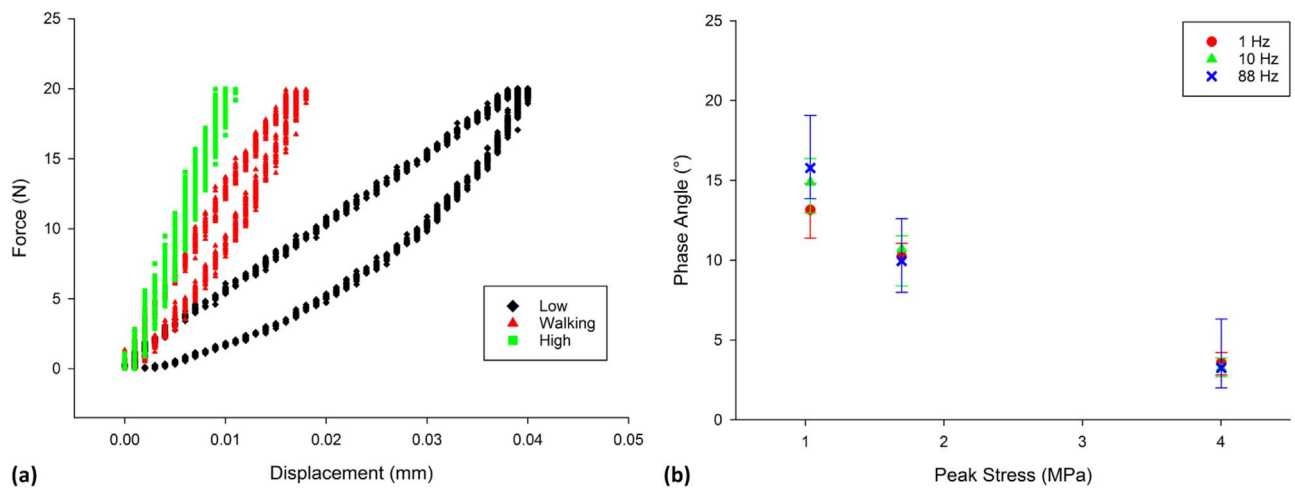 25
20
15
10
5
0
Force (N)
Low
Walking
High
0.00 0.01 0.02 0.03 0.04 0.05
Displacement (mm)
(a)
25
20
15
10
5
0
Phase Angle (°)
1 Hz
10 Hz
88 Hz
1 2 3 4
Peak Stress (MPa)
(b)